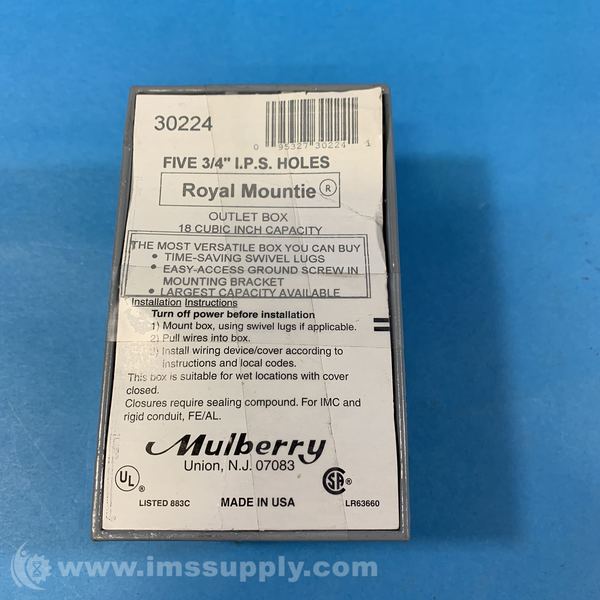 30224
0 95327 30224 1
FIVE 3/4" I.P.S. HOLES
Royal Mountie ®
OUTLET BOX
18 CUBIC INCH CAPACITY
THE MOST VERSATILE BOX YOU CAN BUY
• TIME-SAVING SWIVEL LUGS
• EASY-ACCESS GROUND SCREW IN
MOUNTING BRACKET
• LARGEST CAPACITY AVAILABLE
Installation Instructions
Turn off power before installation
1) Mount box, using swivel lugs if applicable.
2) Pull wires into box.
3) Install wiring device/cover according to
instructions and local codes.
This box is suitable for wet locations with cover
closed.
Closures require sealing compound. For IMC and
rigid conduit, FE/AL.
Mulberry
Union, N.J. 07083
UL ®
SA ®
LISTED 883C
MADE IN USA
LR63660
www.imssupply.com